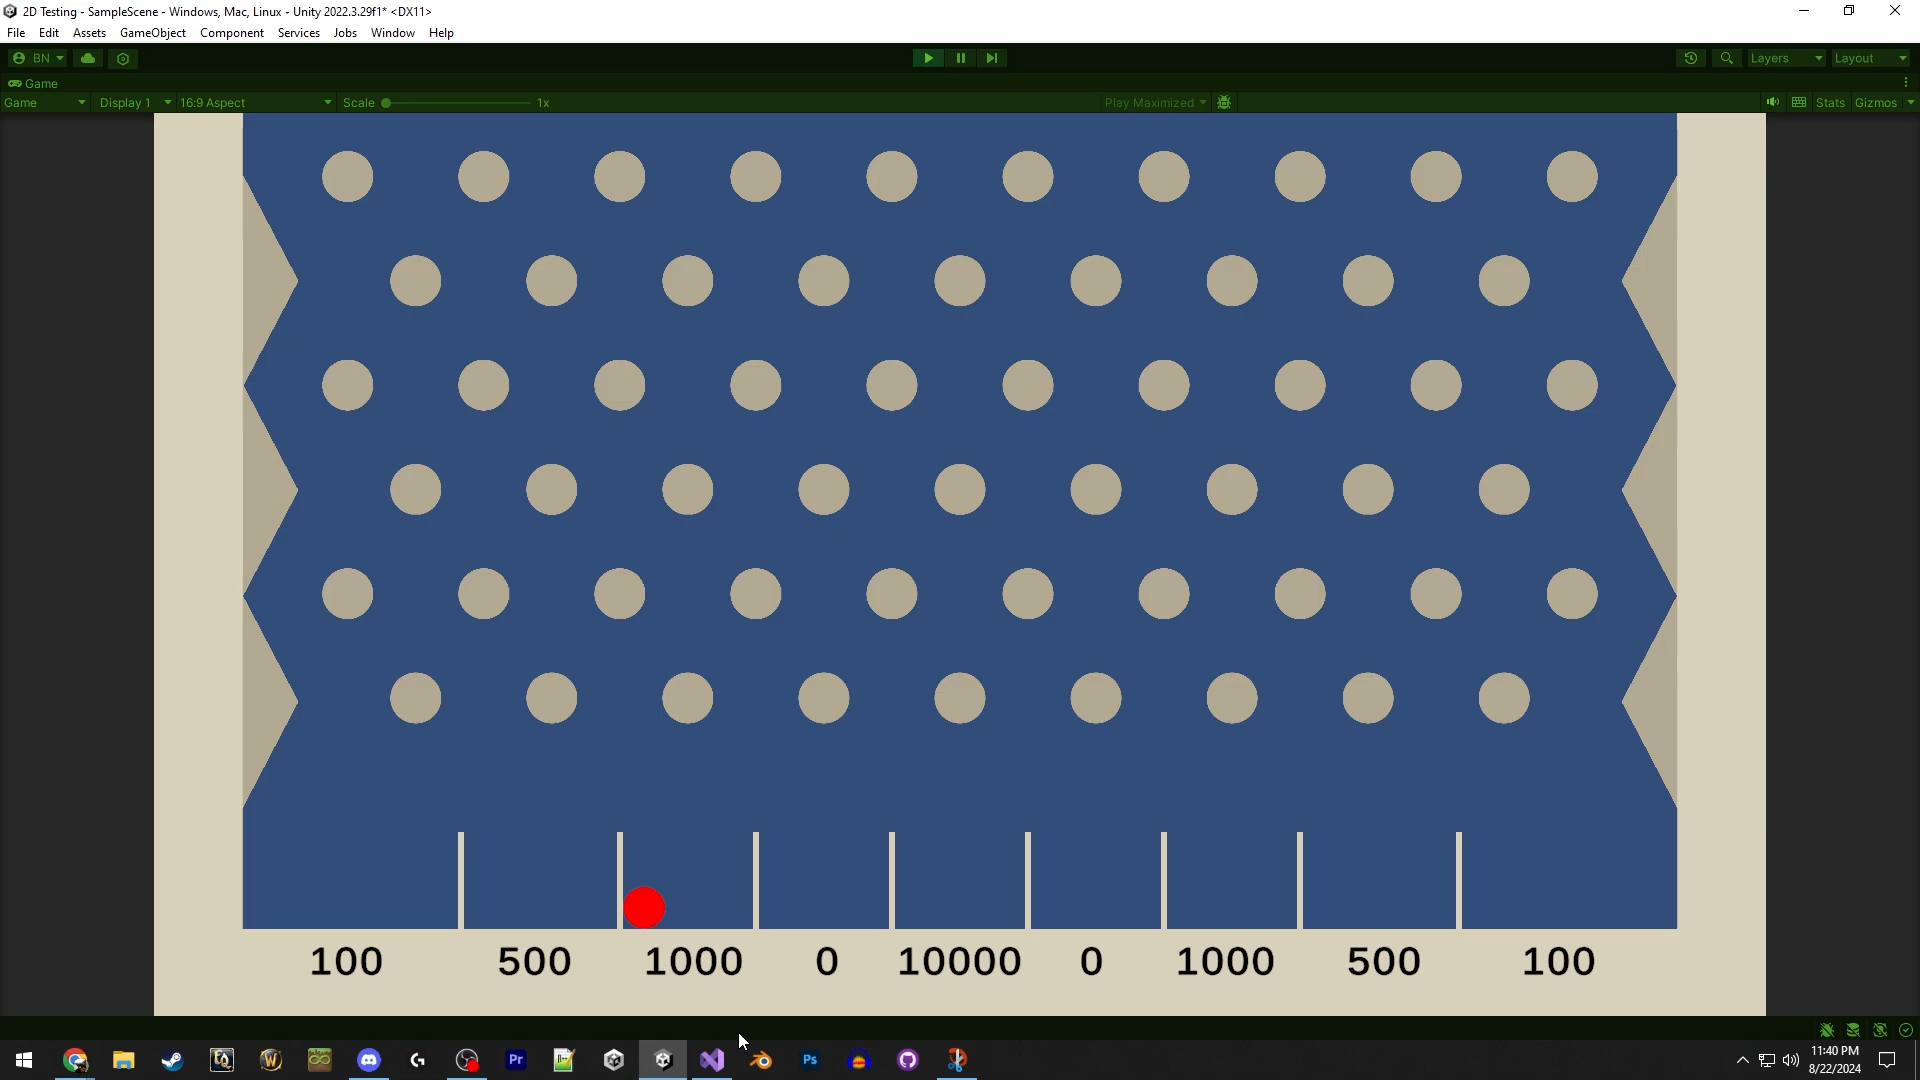 2D Testing - SampleScene - Windows, Mac, Linux - Unity 2022.3.29f1* <DX11>
File Edit Assets GameObject Component Services Jobs Window Help
BN Layers Layout
Game
Game Display 1 16:9 Aspect Scale 1x Play Maximized Stats Gizmos
100 500 1000 0 10000 0 1000 500 100
Pr Ps
11:40 PM
8/22/2024